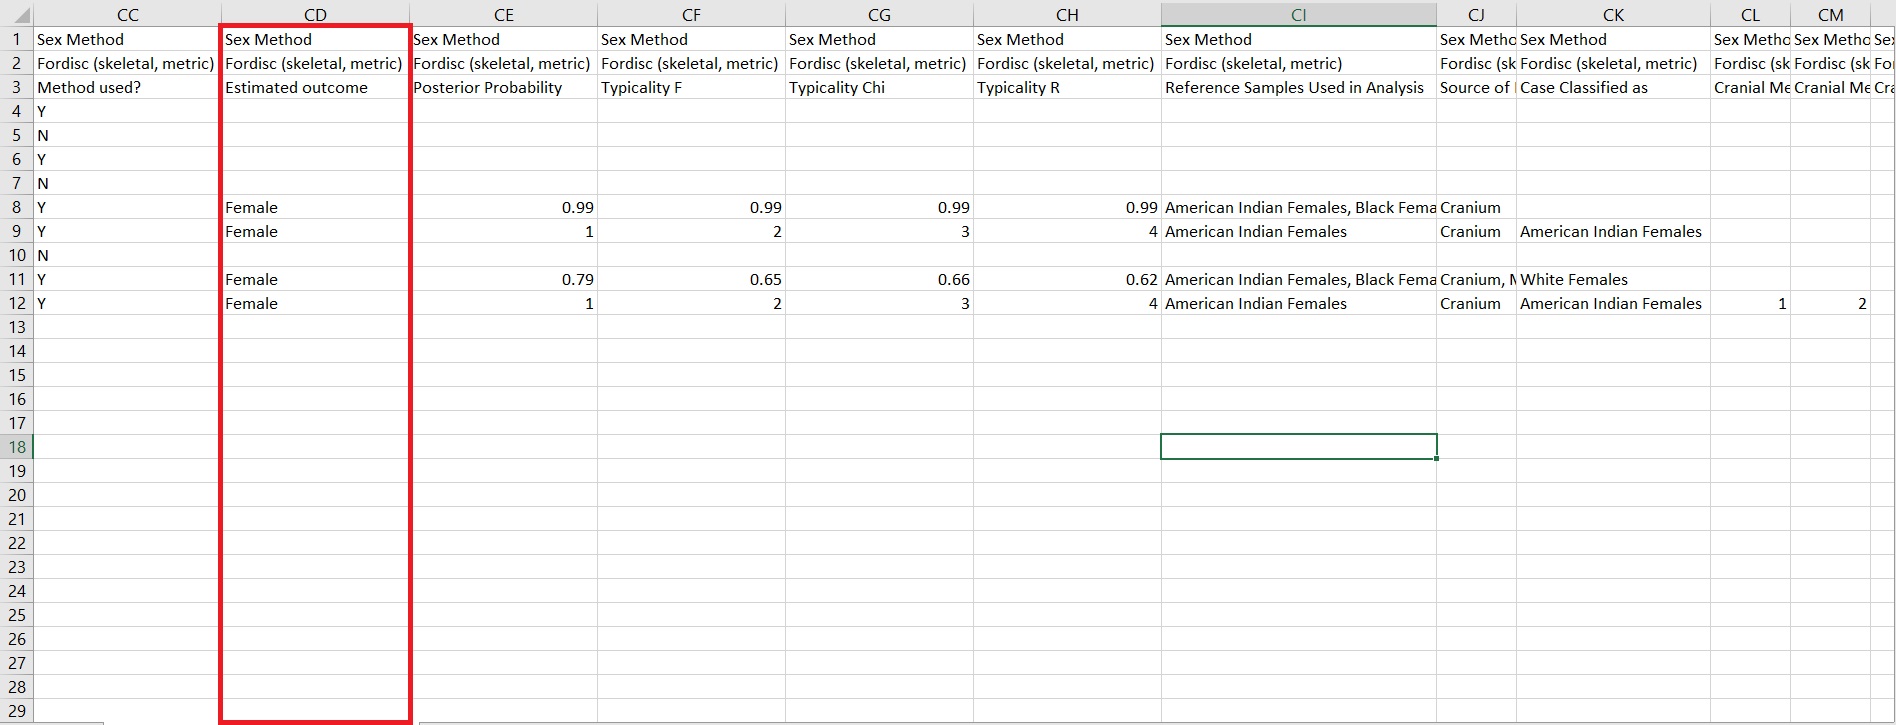 CC CD CE CF CG CH CI CJ CK CL CM
1 Sex Method Sex Method Sex Method Sex Method Sex Method Sex Method Sex Method Sex Metho Sex Method Sex Metho Sex Metho Sex
2 Fordisc (skeletal, metric) Fordisc (skeletal, metric) Fordisc (skeletal, metric) Fordisc (skeletal, metric) Fordisc (skeletal, metric) Fordisc (skeletal, metric) Fordisc (skeletal, metric) Fordisc (sk Fordisc (skeletal, metric) Fordisc (sk Fordisc (sk Fo
3 Method used? Estimated outcome Posterior Probability Typicality F Typicality Chi Typicality R Reference Samples Used in Analysis Source of Case Classified as Cranial Me Cranial Me Cra
4 Y
5 N
6 Y
7 N
8 Y Female 0.99 0.99 0.99 0.99 American Indian Females, Black Fema Cranium
9 Y Female 1 2 3 4 American Indian Females Cranium American Indian Females
10 N
11 Y Female 0.79 0.65 0.66 0.62 American Indian Females, Black Fema Cranium, White Females
12 Y Female 1 2 3 4 American Indian Females Cranium American Indian Females 1 2
13
14
15
16
17
18
19
20
21
22
23
24
25
26
27
28
29